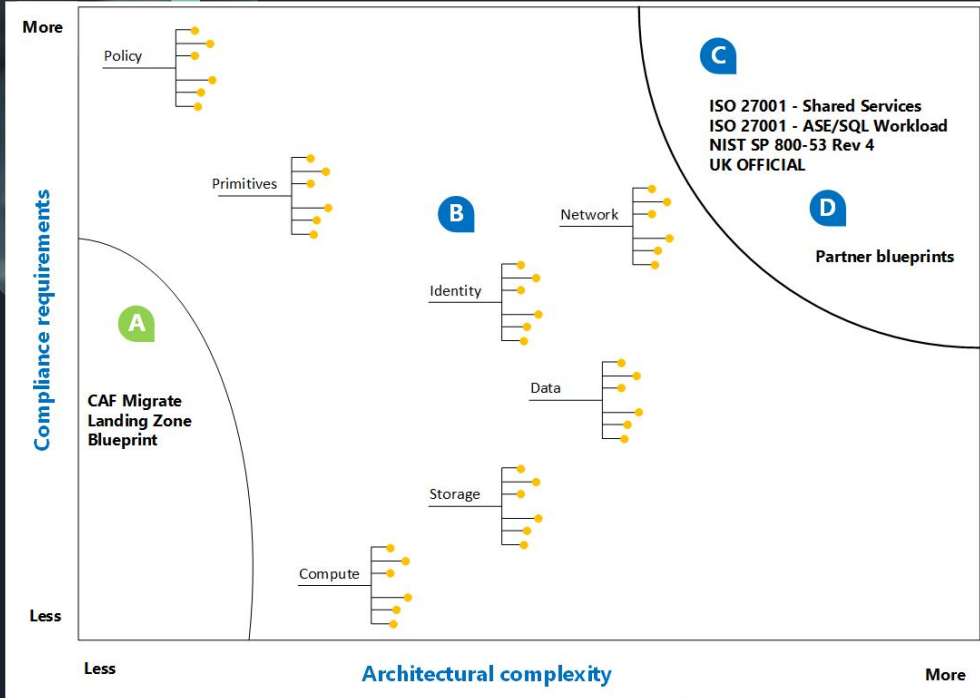 More
Policy
C
ISO 27001 - Shared Services
ISO 27001 - ASE/SQL Workload
NIST SP 800-53 Rev 4
UK OFFICIAL
Primitives
B
Network
D
Partner blueprints
Identity
A
Compliance requirements
Data
CAF Migrate
Landing Zone
Blueprint
Storage
Compute
Less
Less
Architectural complexity
More